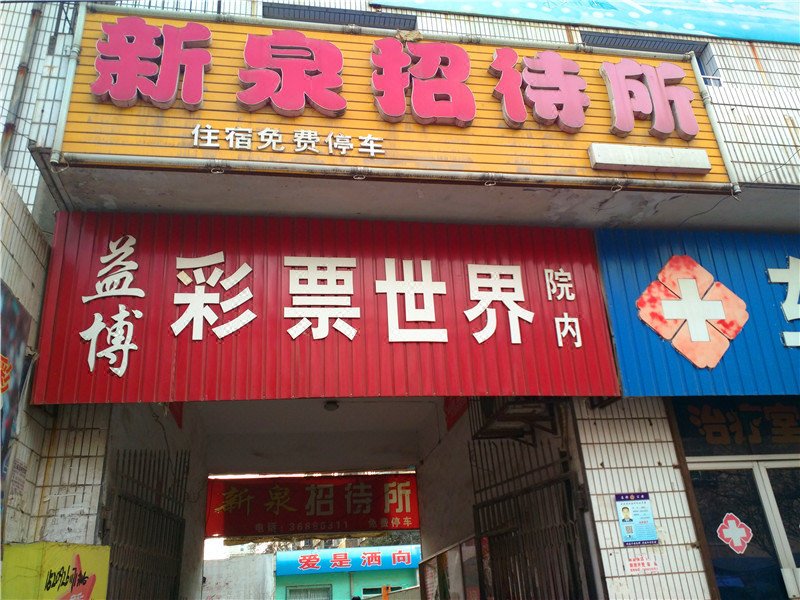 新泉招待所
住宿免费停车
益博
彩票世界
院内
治疗室
新泉招待所
免费停车
爱是洒向